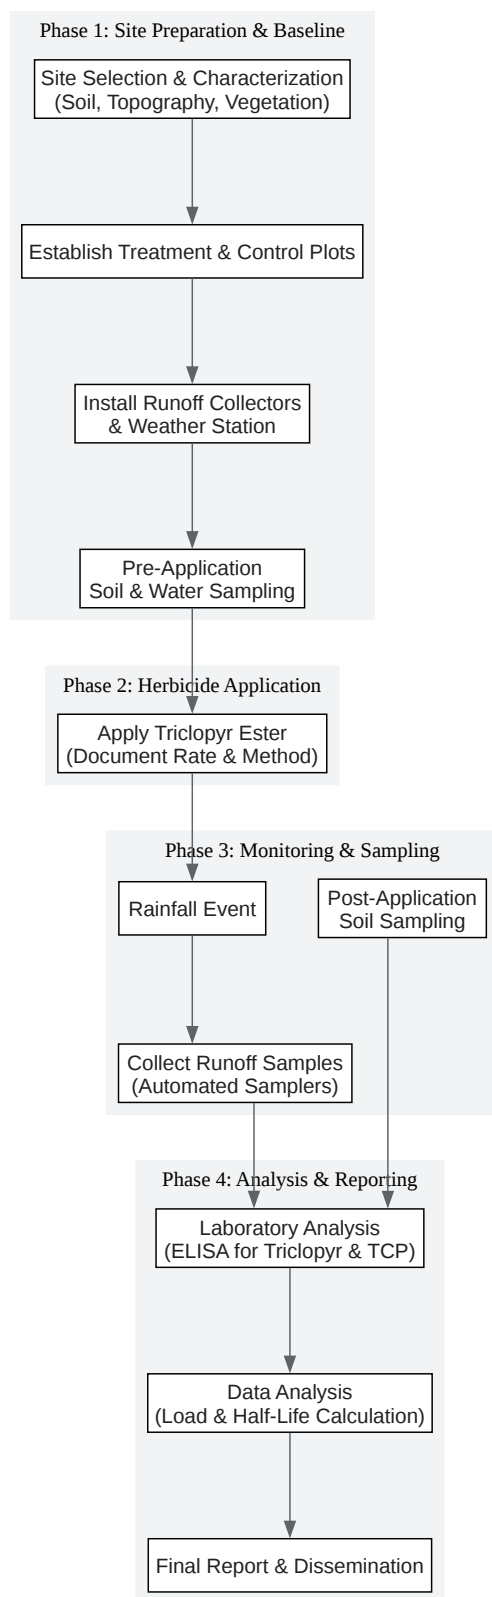 Phase 1: Site Preparation & Baseline
Site Selection & Characterization
(Soil, Topography, Vegetation)
Establish Treatment & Control Plots
Install Runoff Collectors
& Weather Station
Pre-Application
Soil & Water Sampling
Phase 2: Herbicide Application
Apply Triclopyr Ester
(Document Rate & Method)
Phase 3: Monitoring & Sampling
Rainfall Event
Post-Application
Soil Sampling
Collect Runoff Samples
(Automated Samplers)
Phase 4: Analysis & Reporting
Laboratory Analysis
(ELISA for Triclopyr & TCP)
Data Analysis
(Load & Half-Life Calculation)
Final Report & Dissemination